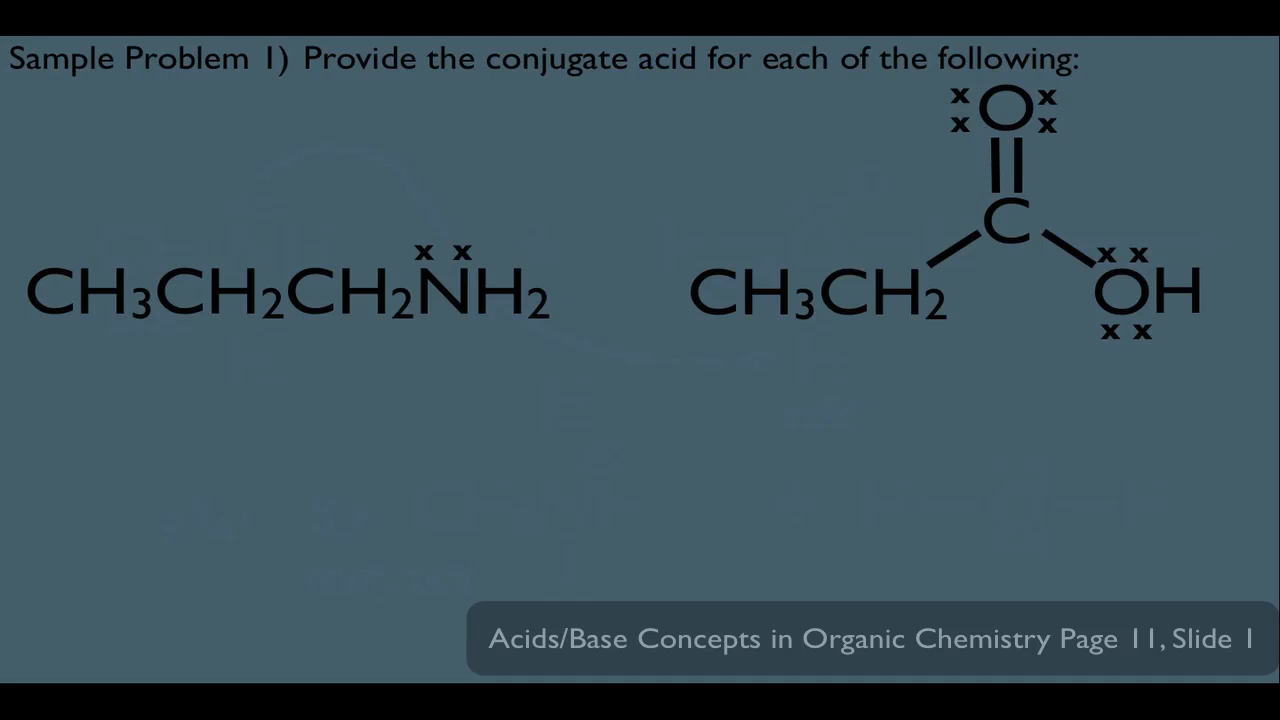 Sample Problem 1) Provide the conjugate acid for each of the following:
x O x
x x
C
x x x x
CH₃CH₂CH₂NH₂ CH₃CH₂ OH
x x
Acids/Base Concepts in Organic Chemistry Page 11, Slide 1